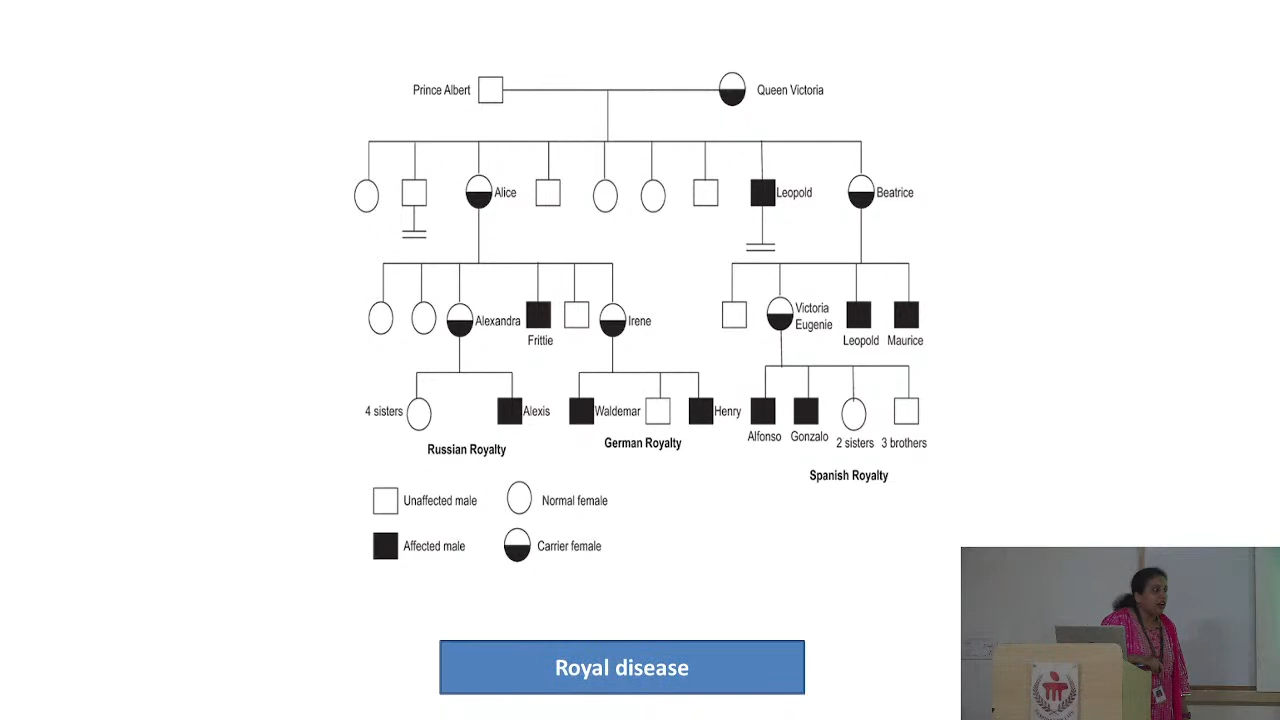 Prince Albert
Queen Victoria
Alice
Leopold
Beatrice
Alexandra
Frittie
Irene
Victoria
Eugenie
Leopold
Maurice
4 sisters
Alexis
Waldemar
Henry
Alfonso
Gonzalo
2 sisters
3 brothers
Russian Royalty
German Royalty
Spanish Royalty
Unaffected male
Normal female
Affected male
Carrier female
Royal disease